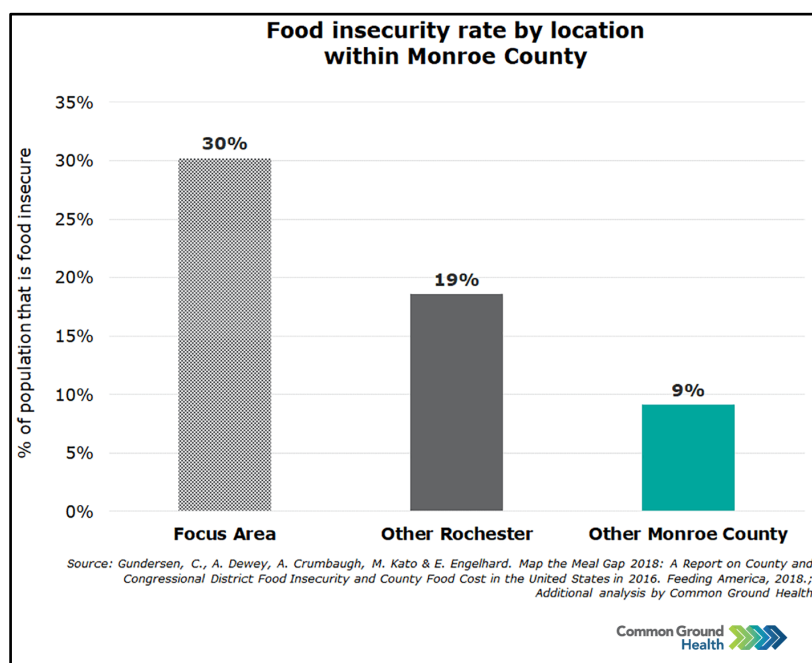 Food insecurity rate by location
within Monroe County
% of population that is food insecure
35%
30%
25%
20%
15%
10%
5%
0%
30%
19%
9%
Focus Area
Other Rochester
Other Monroe County
Source: Gundersen, C., A. Dewey, A. Crumbaugh, M. Kato & E. Engelhard. Map the Meal Gap 2018: A Report on County and
Congressional District Food Insecurity and County Food Cost in the United States in 2016. Feeding America, 2018.;
Additional analysis by Common Ground Health
Common Ground
Health